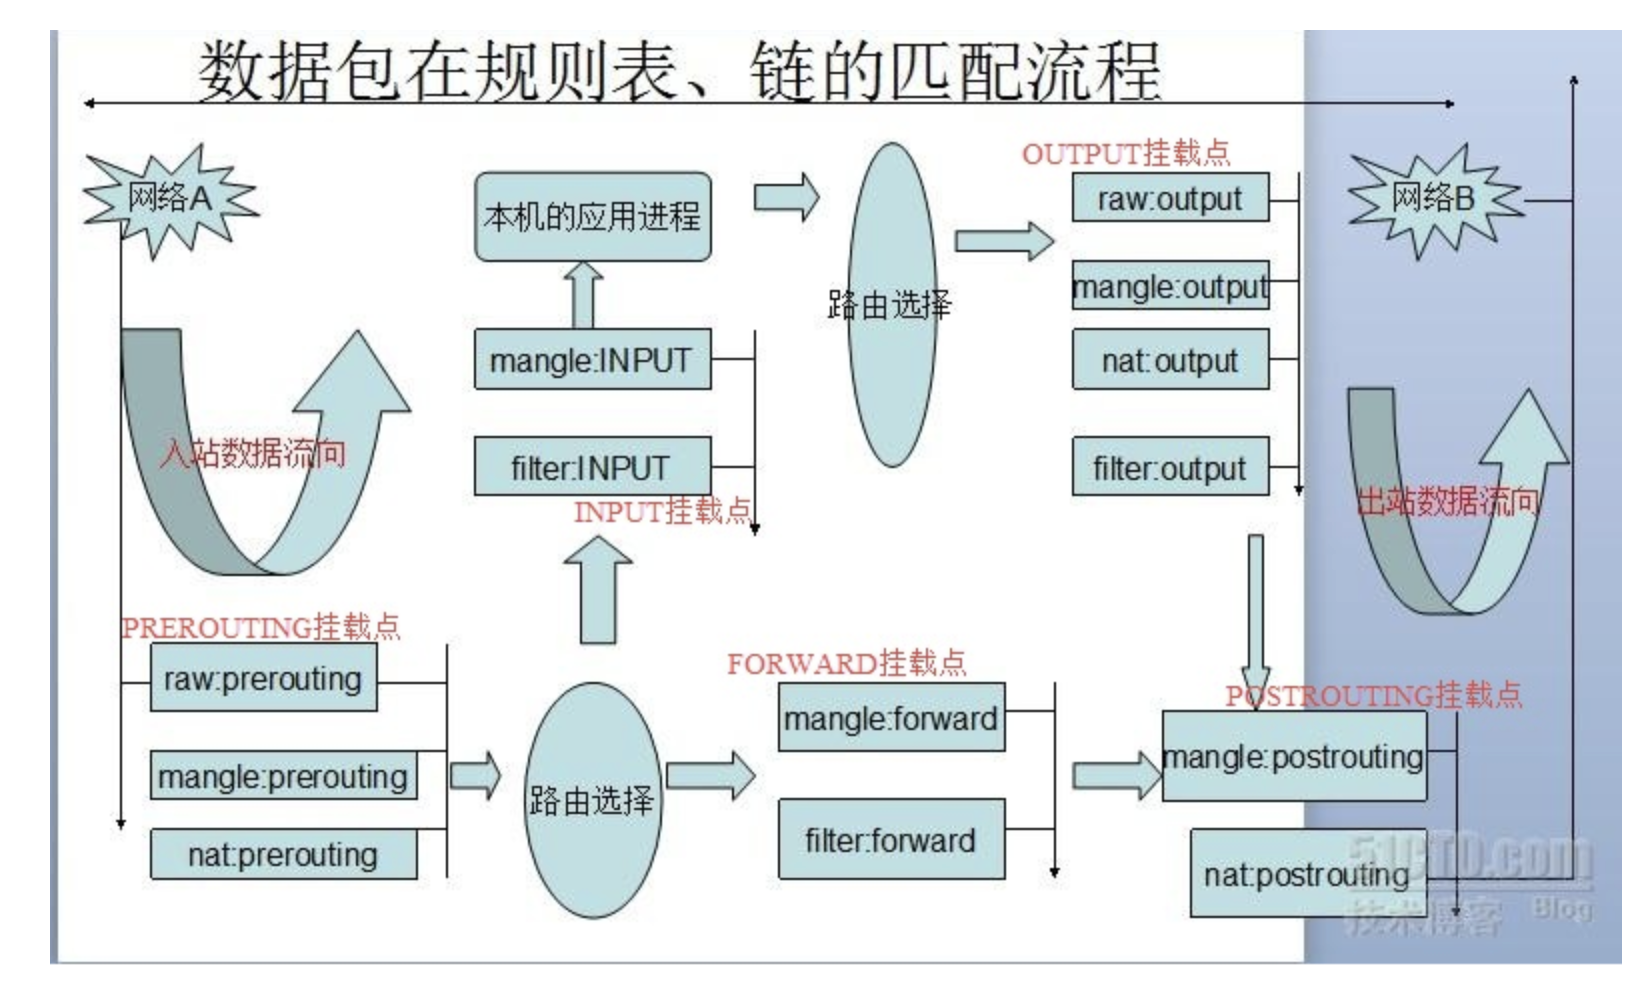 数据包在规则表、链的匹配流程
网络A
本机的应用进程
路由选择
OUTPUT挂载点
raw:output
mangle:output
nat:output
filter:output
网络B
mangle:INPUT
filter:INPUT
INPUT挂载点
入站数据流向
出站数据流向
PREROUTING挂载点
raw:prerouting
mangle:prerouting
nat:prerouting
路由选择
FORWARD挂载点
mangle:forward
filter:forward
POSTROUTING挂载点
mangle:postrouting
nat:postrouting
51CTO.com
技术博客 Blog